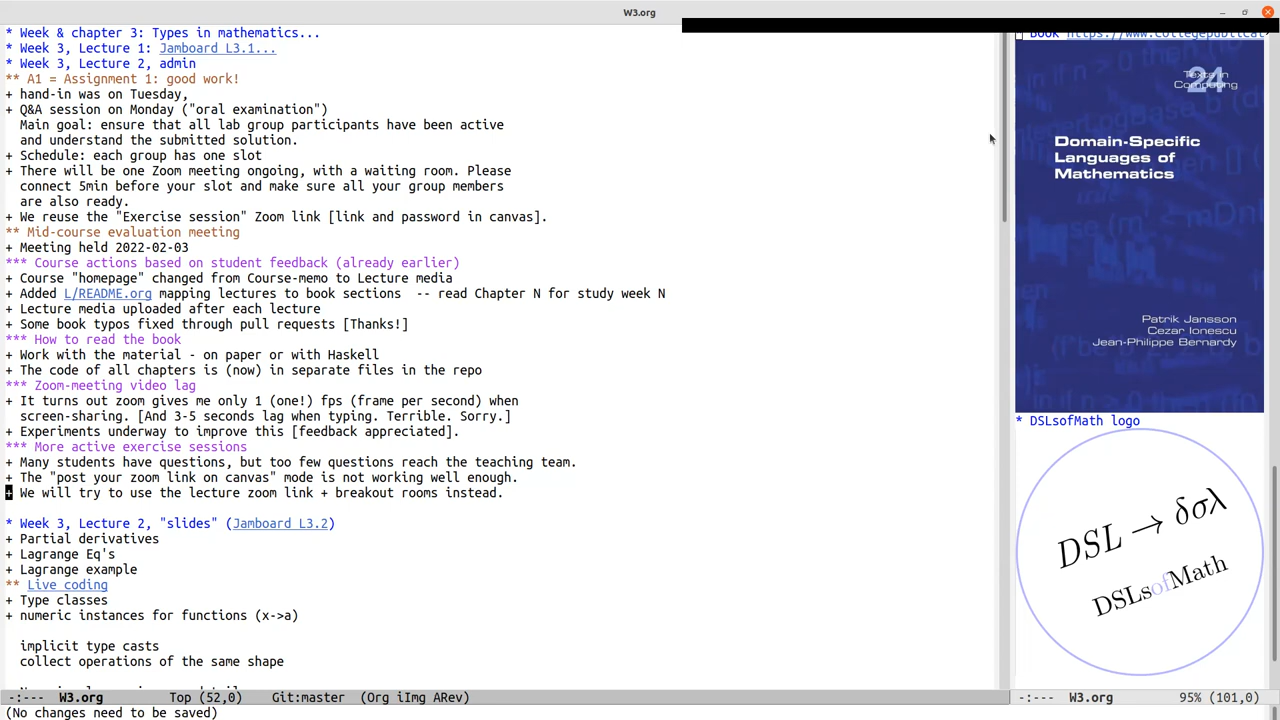 W3.org
* Week & chapter 3: Types in mathematics...
* Week 3, Lecture 1: Jamboard L3.1...
* Week 3, Lecture 2, admin
** A1 = Assignment 1: good work!
+ hand-in was on Tuesday,
+ Q&A session on Monday ("oral examination")
Main goal: ensure that all lab group participants have been active
and understand the submitted solution.
+ Schedule: each group has one slot
+ There will be one Zoom meeting ongoing, with a waiting room. Please
connect 5min before your slot and make sure all your group members
are also ready.
+ We reuse the "Exercise session" Zoom link [link and password in canvas].
** Mid-course evaluation meeting
+ Meeting held 2022-02-03
*** Course actions based on student feedback (already earlier)
+ Course "homepage" changed from Course-memo to Lecture media
+ Added L/README.org mapping lectures to book sections  -- read Chapter N for study week N
+ Lecture media uploaded after each lecture
+ Some book typos fixed through pull requests [Thanks!]
*** How to read the book
+ Work with the material - on paper or with Haskell
+ The code of all chapters is (now) in separate files in the repo
*** Zoom-meeting video lag
+ It turns out zoom gives me only 1 (one!) fps (frame per second) when
screen-sharing. [And 3-5 seconds lag when typing. Terrible. Sorry.]
+ Experiments underway to improve this [feedback appreciated].
*** More active exercise sessions
+ Many students have questions, but too few questions reach the teaching team.
+ The "post your zoom link on canvas" mode is not working well enough.
+ We will try to use the lecture zoom link + breakout rooms instead.
* Week 3, Lecture 2, "slides" (Jamboard L3.2)
+ Partial derivatives
+ Lagrange Eq's
+ Lagrange example
** Live coding
+ Type classes
+ numeric instances for functions (x->a)
implicit type casts
collect operations of the same shape
-:---  W3.org  Top (52,0)  Git:master  (Org iImg ARev)
(No changes need to be saved)
Book https://www.collegepublicat
24
Texts in
Computing
Domain-Specific
Languages of
Mathematics
Patrik Jansson
Cezar Ionescu
Jean-Philippe Bernardy
* DSLsofMath logo
DSL → δσλ
DSLsofMath
-:---  W3.org  95% (101,0)